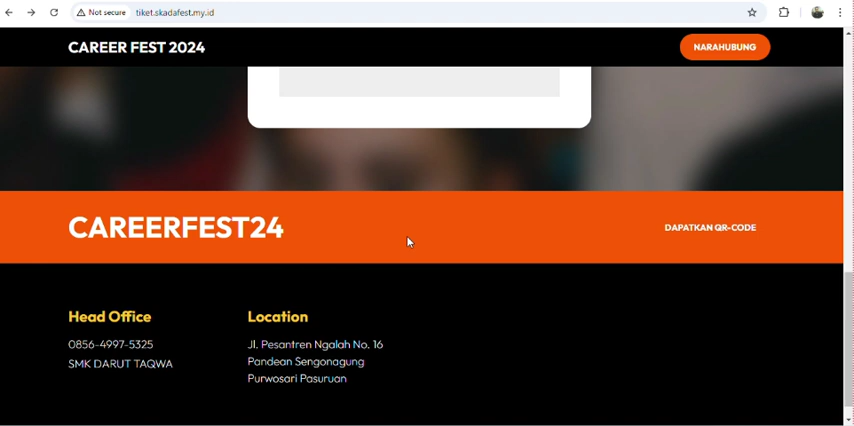 Not secure
tiket.skadafest.my.id
CAREER FEST 2024
NARAHUBUNG
CAREERFEST24
DAPATKAN QR-CODE
Head Office
Location
0856-4997-5325
SMK DARUT TAQWA
Jl. Pesantren Ngalah No. 16
Pandean Sengonagung
Purwosari Pasuruan